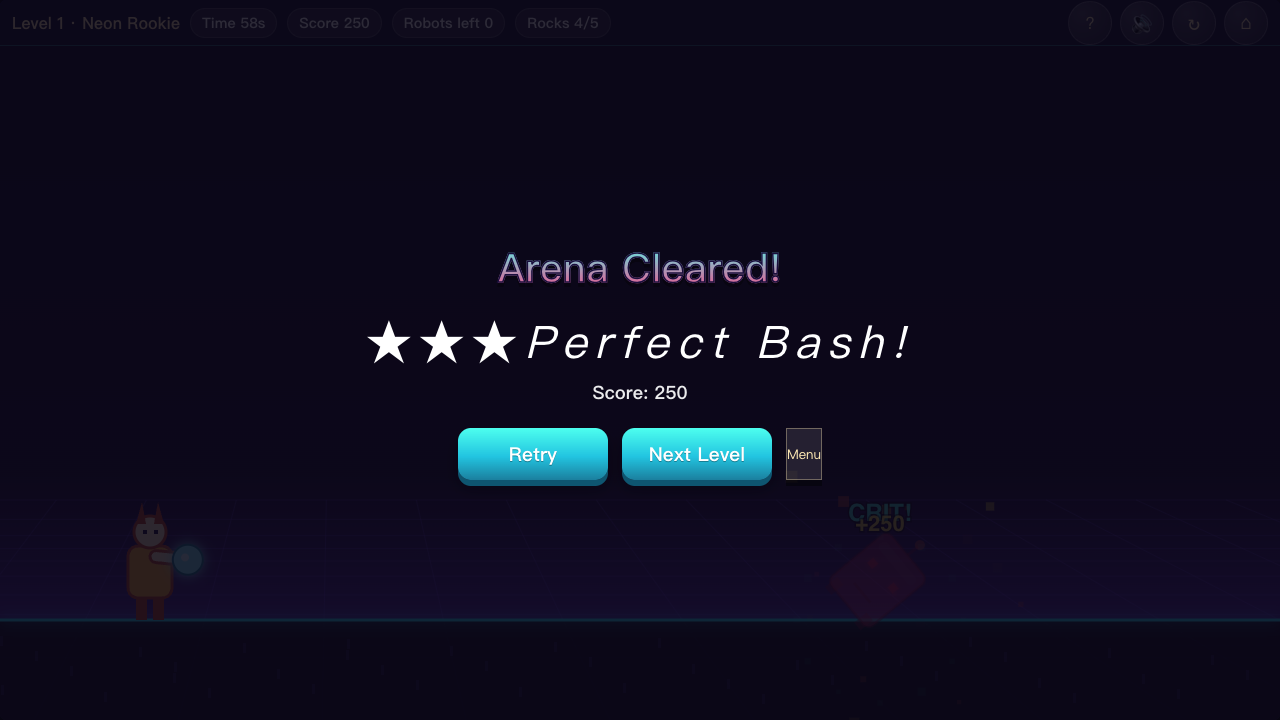 Level 1 · Neon Rookie Time 58s Score 250 Robots left 0 Rocks 4/5 ? ↻ ⌂
Arena Cleared!
★★★Perfect Bash!
Score: 250
Retry Next Level Menu
CRIT!
+250